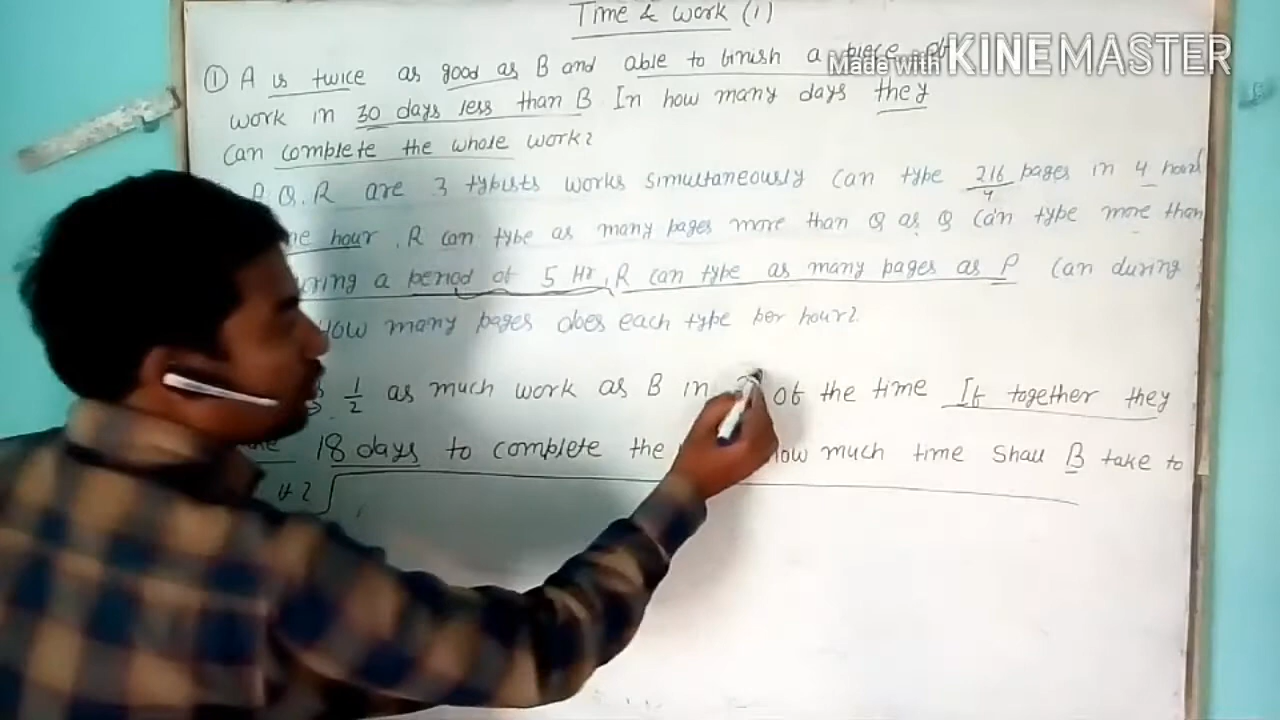 Time & work (1)
① A is twice as good as B and able to finish a piece of
Made with KINEMASTER
work in 30 days less than B. In how many days they
can complete the whole work?
P, Q, R are 3 typists works simultaneously can type 216/4 pages in 4 hour
hour, R can type as many pages more than Q as Q can type more than
a period of 5 Hr, R can type as many pages as P can during
How many pages does each type per hour?
1/2 as much work as B in of the time If together they
18 days to complete the how much time shall B take to
it?